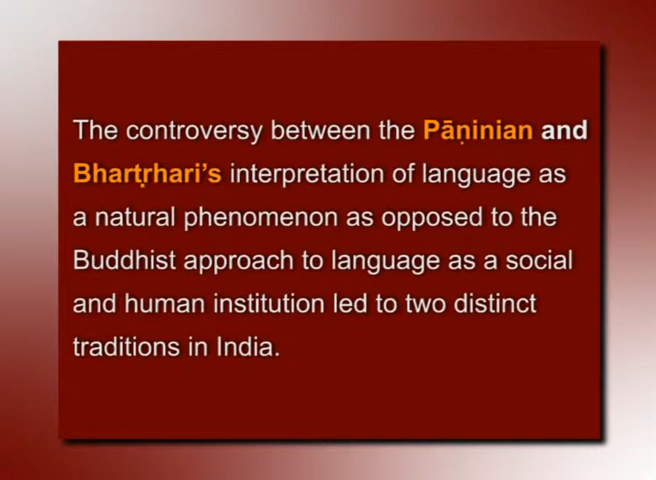 The controversy between the Pāṇinian and
Bhartṛhari's interpretation of language as
a natural phenomenon as opposed to the
Buddhist approach to language as a social
and human institution led to two distinct
traditions in India.